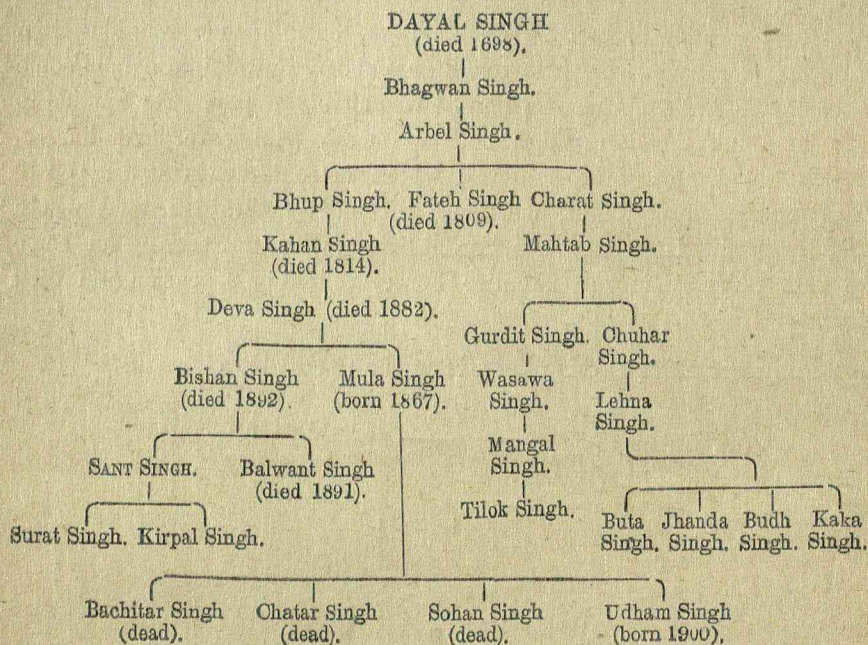 DAYAL SINGH
(died 1698).
Bhagwan Singh.
Arbel Singh.
Bhup Singh. Fateh Singh Charat Singh.
(died 1809).
Kahan Singh Mahtab Singh.
(died 1814).
Deva Singh (died 1882).
Gurdit Singh. Chuhar
Singh.
Bishan Singh Mula Singh Wasawa
(died 1892). (born 1867). Singh. Lehna
Singh.
Mangal
Singh.
SANT SINGH. Balwant Singh
(died 1891).
Tilok Singh.
Surat Singh. Kirpal Singh.
Buta Jhanda Budh Kaka
Singh. Singh. Singh. Singh.
Bachitar Singh Chatar Singh Sohan Singh Udham Singh
(dead). (dead). (dead). (born 1900).